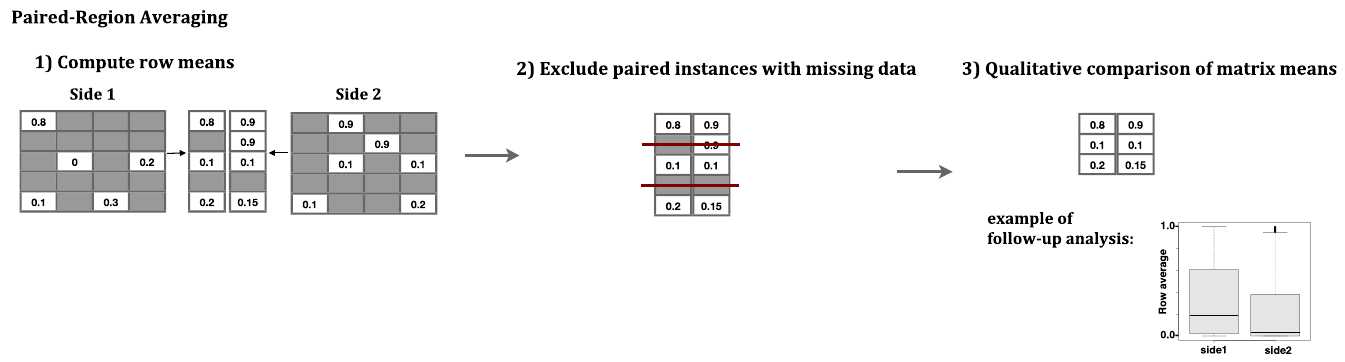 Paired-Region Averaging
1) Compute row means
Side 1
Side 2
0.8
0 0.2
0.1 0.3
0.8 0.9
0.9
0.1 0.1
0.2 0.15
0.9
0.9
0.1 0.1
0.1 0.2
2) Exclude paired instances with missing data
0.8 0.9
0.9
0.1 0.1
0.2 0.15
3) Qualitative comparison of matrix means
0.8 0.9
0.1 0.1
0.2 0.15
example of
follow-up analysis:
Row average
1.0
0.0
side1 side2